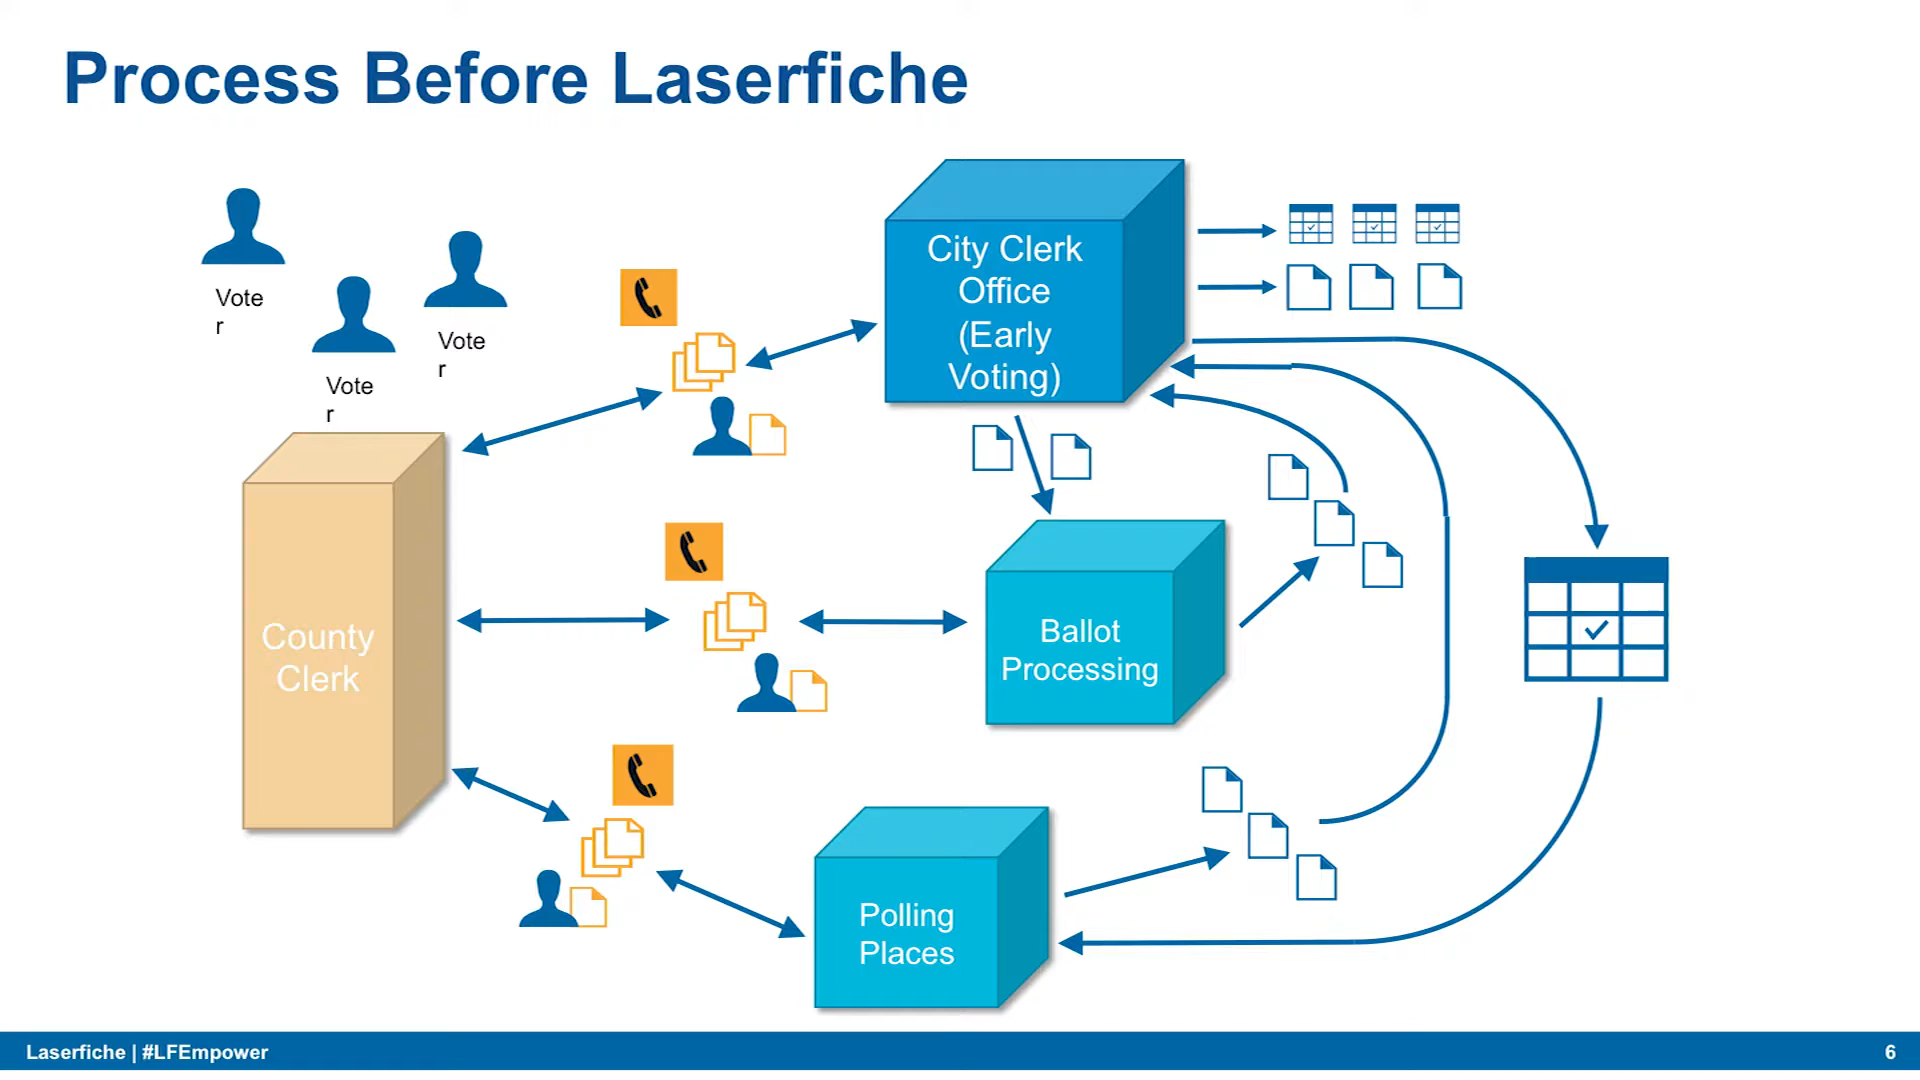 Process Before Laserfiche
Vote
r
Vote
r
Vote
r
City Clerk
Office
(Early
Voting)
County
Clerk
Ballot
Processing
Polling
Places
Laserfiche | #LFEmpower
6